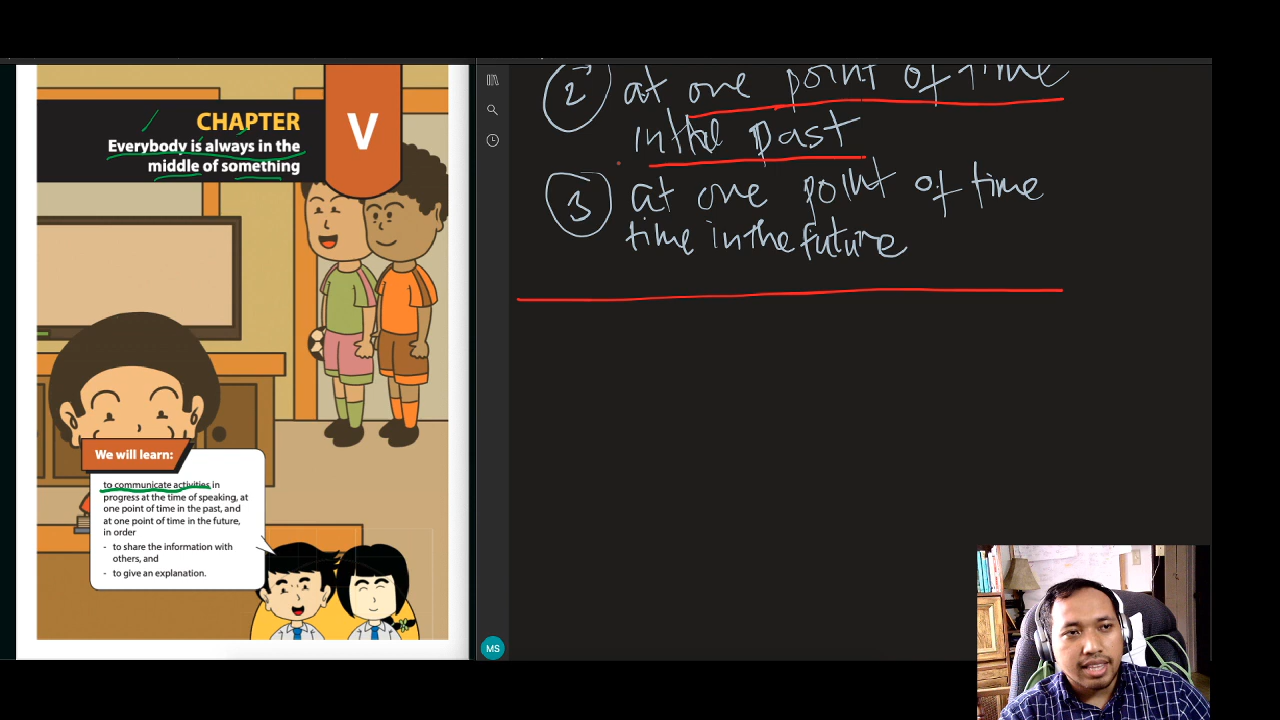 CHAPTER
V
Everybody is always in the
middle of something
We will learn:
to communicate activities in
progress at the time of speaking, at
one point of time in the past, and
at one point of time in the future,
in order
- to share the information with
others, and
- to give an explanation.
2 at one point of time
in the past
3 at one point of time
time in the future
MS